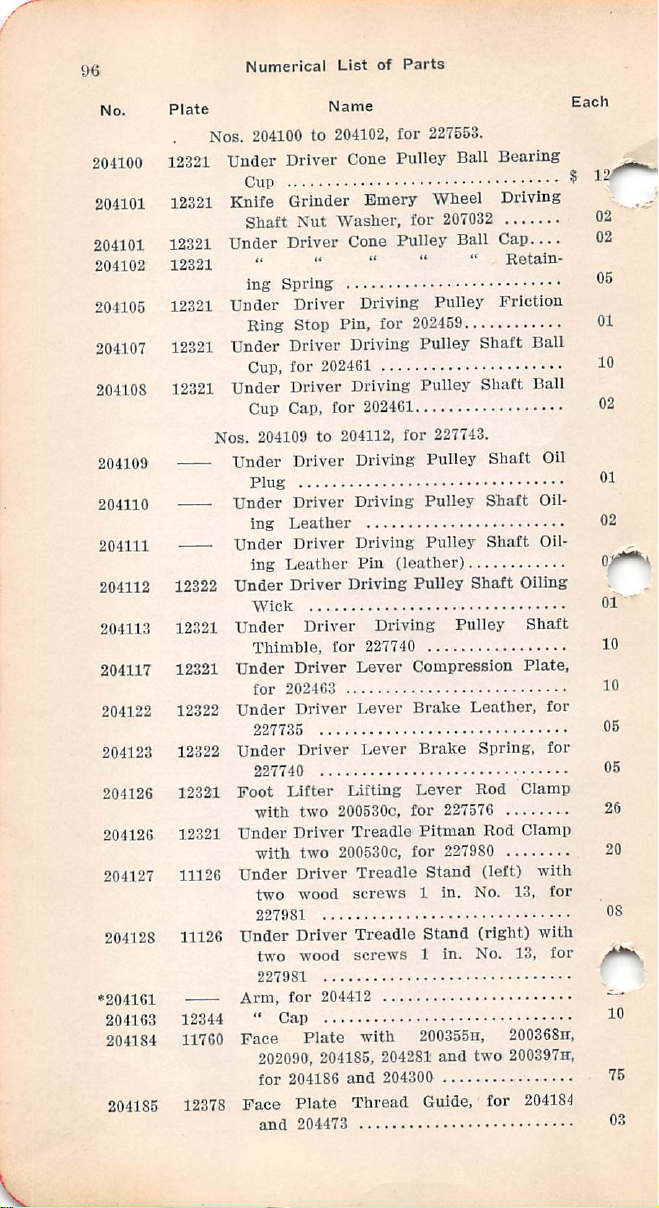 96 Numerical List of Parts
No. Plate Name Each
Nos. 204100 to 204102, for 227553.
204100 12321 Under Driver Cone Pulley Ball Bearing
Cup ................................ $ 12
204101 12321 Knife Grinder Emery Wheel Driving
Shaft Nut Washer, for 207032 ....... 02
204101 12321 Under Driver Cone Pulley Ball Cap.... 02
204102 12321 “ “ “ “ “ Retain-
ing Spring .......................... 05
204105 12321 Under Driver Driving Pulley Friction
Ring Stop Pin, for 202459............ 01
204107 12321 Under Driver Driving Pulley Shaft Ball
Cup, for 202461 ...................... 10
204108 12321 Under Driver Driving Pulley Shaft Ball
Cup Cap, for 202461.................. 02
Nos. 204109 to 204112, for 227743.
204109 —— Under Driver Driving Pulley Shaft Oil
Plug ................................ 01
204110 —— Under Driver Driving Pulley Shaft Oil-
ing Leather ........................ 02
204111 —— Under Driver Driving Pulley Shaft Oil-
ing Leather Pin (leather)............
204112 12322 Under Driver Driving Pulley Shaft Oiling
Wick ............................... 01
204113 12321 Under Driver Driving Pulley Shaft
Thimble, for 227740 ................. 10
204117 12321 Under Driver Lever Compression Plate,
for 202463 ........................... 10
204122 12322 Under Driver Lever Brake Leather, for
227735 .............................. 05
204123 12322 Under Driver Lever Brake Spring, for
227740 .............................. 05
204126 12321 Foot Lifter Lifting Lever Rod Clamp
with two 200530c, for 227576 ........ 26
204126 12321 Under Driver Treadle Pitman Rod Clamp
with two 200530c, for 227980 ........ 20
204127 11126 Under Driver Treadle Stand (left) with
two wood screws 1 in. No. 13, for
227981 .............................. 08
204128 11126 Under Driver Treadle Stand (right) with
two wood screws 1 in. No. 13, for
227981 ..............................
*204161 —— Arm, for 204412 .......................
204163 12344 “ Cap .............................. 10
204184 11760 Face Plate with 200355H, 200368H,
202090, 204185, 204281 and two 200397H,
for 204186 and 204300 ................ 75
204185 12378 Face Plate Thread Guide, for 204184
and 204473 .......................... 03